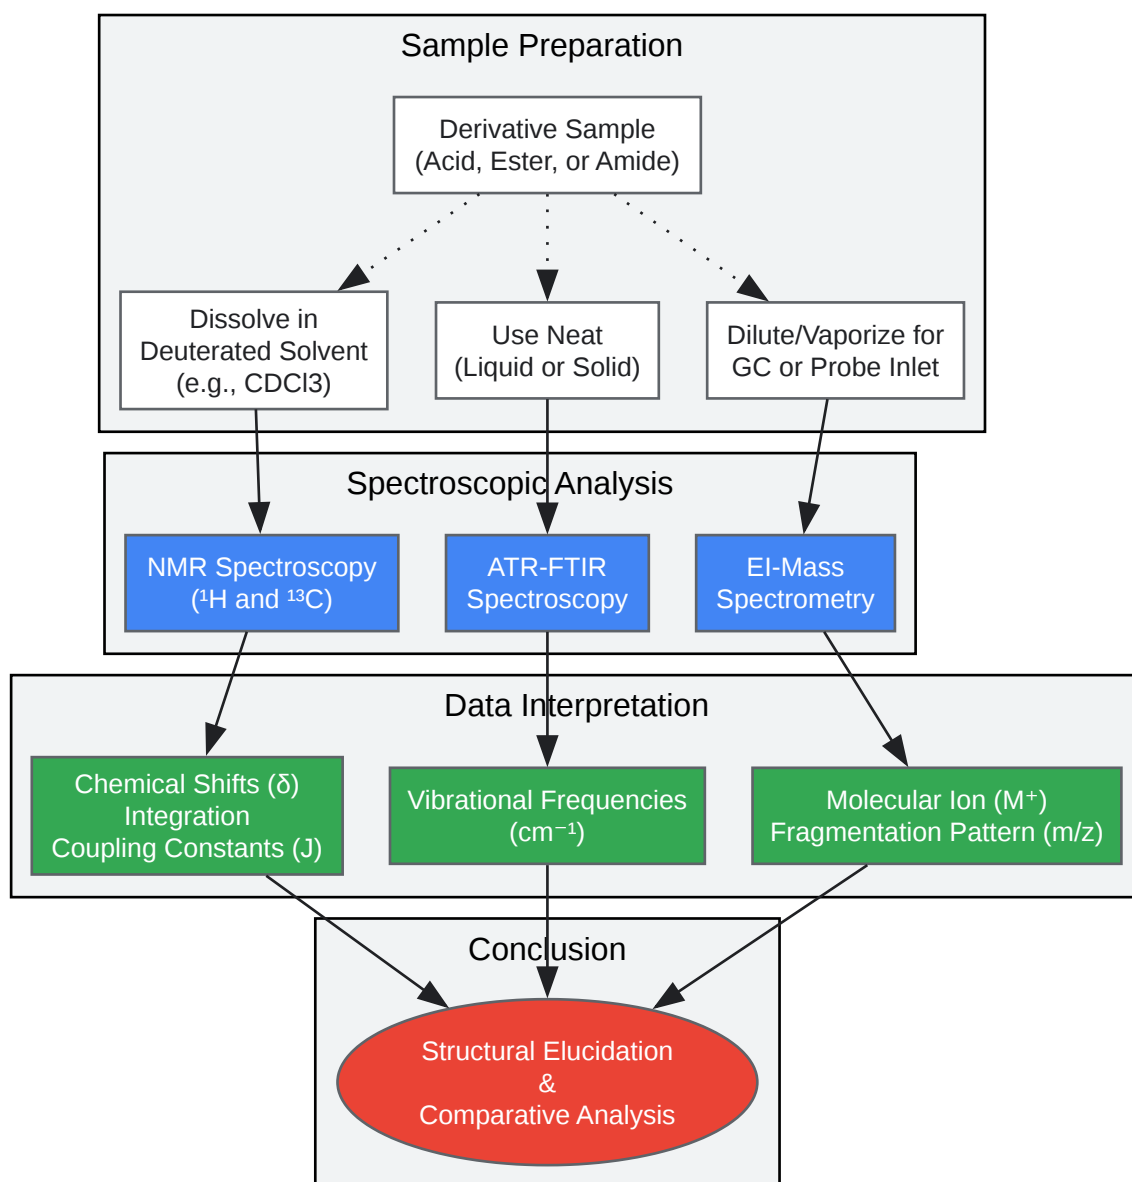 Sample Preparation
Derivative Sample
(Acid, Ester, or Amide)
Dissolve in
Deuterated Solvent
(e.g., CDCl3)
Use Neat
(Liquid or Solid)
Dilute/Vaporize for
GC or Probe Inlet
Spectroscopic Analysis
NMR Spectroscopy
(¹H and ¹³C)
ATR-FTIR
Spectroscopy
EI-Mass
Spectrometry
Data Interpretation
Chemical Shifts (δ)
Integration
Coupling Constants (J)
Vibrational Frequencies
(cm⁻¹)
Molecular Ion (M⁺)
Fragmentation Pattern (m/z)
Conclusion
Structural Elucidation
&
Comparative Analysis